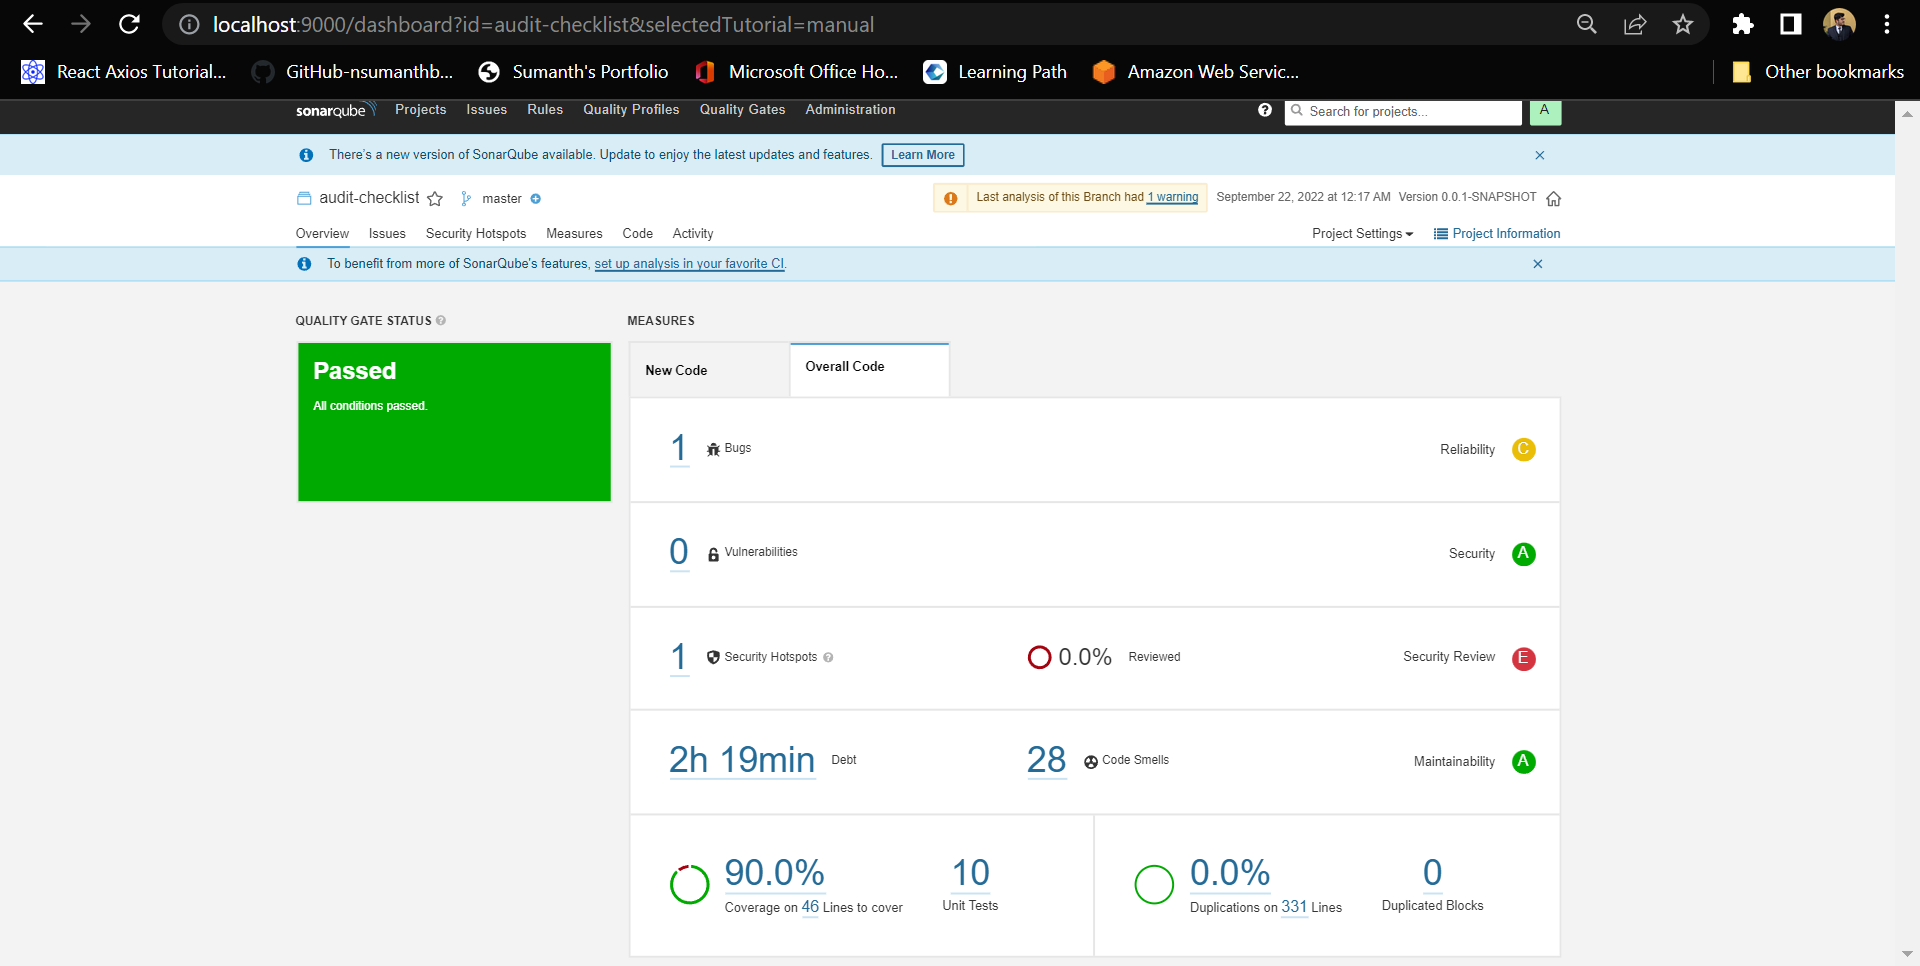 localhost:9000/dashboard?id=audit-checklist&selectedTutorial=manual
React Axios Tutorial... GitHub-nsumanthb... Sumanth's Portfolio Microsoft Office Ho... Learning Path Amazon Web Servic... Other bookmarks
sonarqube Projects Issues Rules Quality Profiles Quality Gates Administration ? Search for projects... A
There's a new version of SonarQube available. Update to enjoy the latest updates and features. Learn More
audit-checklist master Last analysis of this Branch had 1 warning September 22, 2022 at 12:17 AM Version 0.0.1-SNAPSHOT
Overview Issues Security Hotspots Measures Code Activity Project Settings Project Information
To benefit from more of SonarQube's features, set up analysis in your favorite CI.
QUALITY GATE STATUS ? MEASURES
Passed
All conditions passed.
New Code Overall Code
1 Bugs Reliability C
0 Vulnerabilities Security A
1 Security Hotspots ? 0.0% Reviewed Security Review E
2h 19min Debt 28 Code Smells Maintainability A
90.0% 10 0.0% 0
Coverage on 46 Lines to cover Unit Tests Duplications on 331 Lines Duplicated Blocks